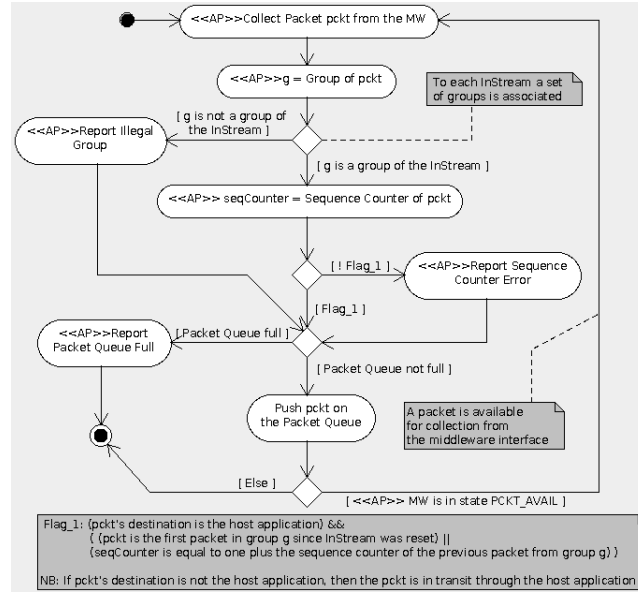 <<AP>>Collect Packet pckt from the MW
<<AP>>g = Group of pckt
To each InStream a set
of groups is associated
[ g is not a group of
the InStream ]
<<AP>>Report Illegal
Group
[ g is a group of the InStream ]
<<AP>> seqCounter = Sequence Counter of pckt
[ ! Flag_1 ]
<<AP>>Report Sequence
Counter Error
[ Flag_1 ]
<<AP>>Report
Packet Queue Full
[ Packet Queue full ]
[ Packet Queue not full ]
Push pckt on
the Packet Queue
A packet is available
for collection from
the middleware interface
[ Else ]
[ <<AP>> MW is in state PCKT_AVAIL ]
Flag_1: (pckt's destination is the host application) &&
{ (pckt is the first packet in group g since InStream was reset) ||
(seqCounter is equal to one plus the sequence counter of the previous packet from group g) }
NB: If pckt's destination is not the host application, then the pckt is in transit through the host application